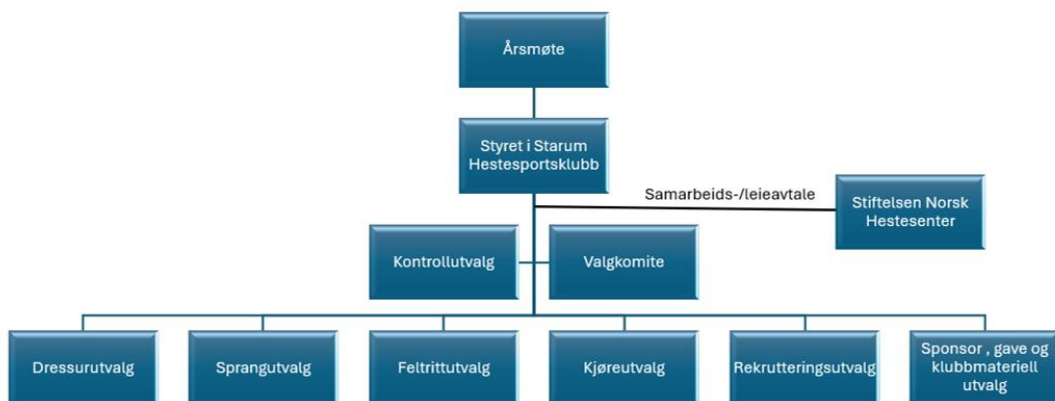 Årsmøte
Styret i Starum
Hestesportsklubb
Samarbeids-/leieavtale
Stiftelsen Norsk
Hestesenter
Kontrollutvalg
Valgkomite
Dressurutvalg
Sprangutvalg
Feltrittutvalg
Kjøreutvalg
Rekrutteringsutvalg
Sponsor , gave og
klubbmateriell
utvalg